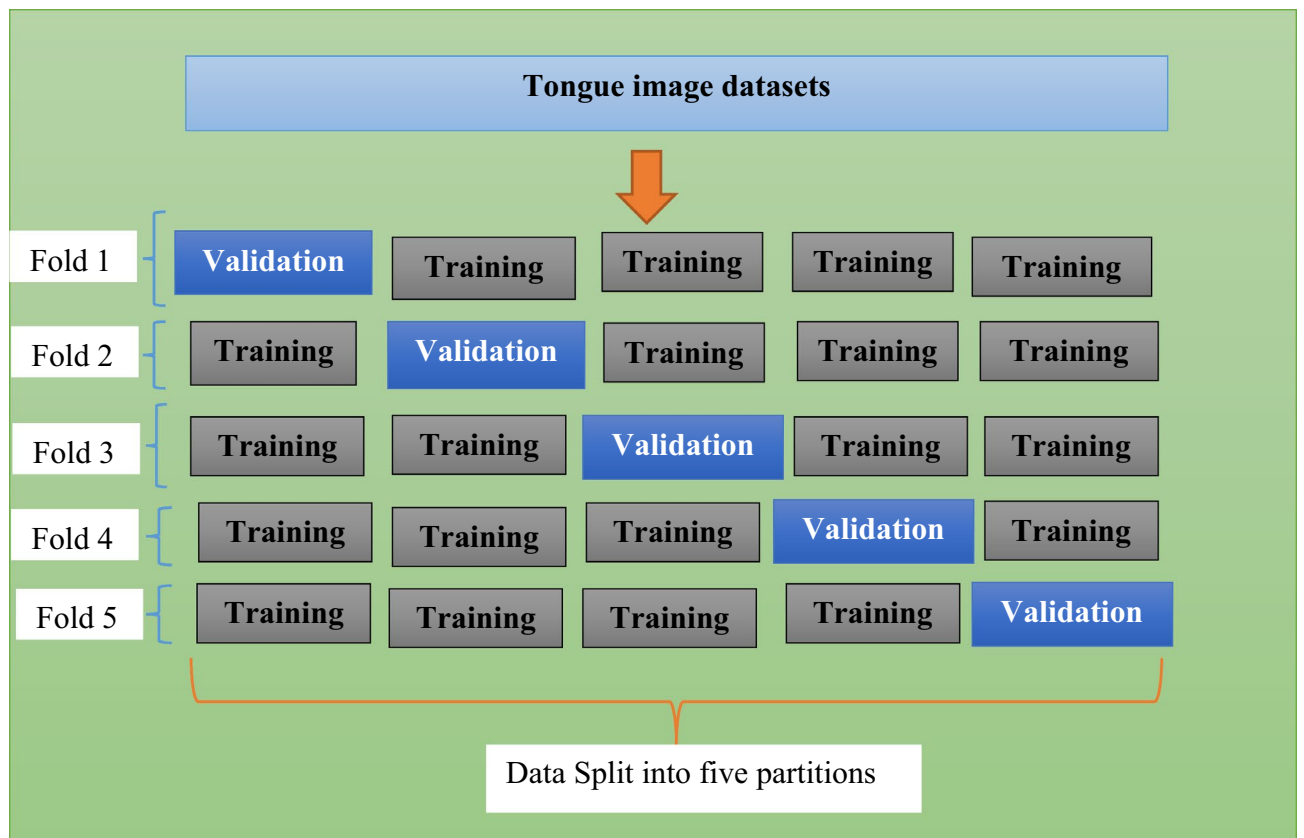 Tongue image datasets
Fold 1 Validation Training Training Training Training
Fold 2 Training Validation Training Training Training
Fold 3 Training Training Validation Training Training
Fold 4 Training Training Training Validation Training
Fold 5 Training Training Training Training Validation
Data Split into five partitions